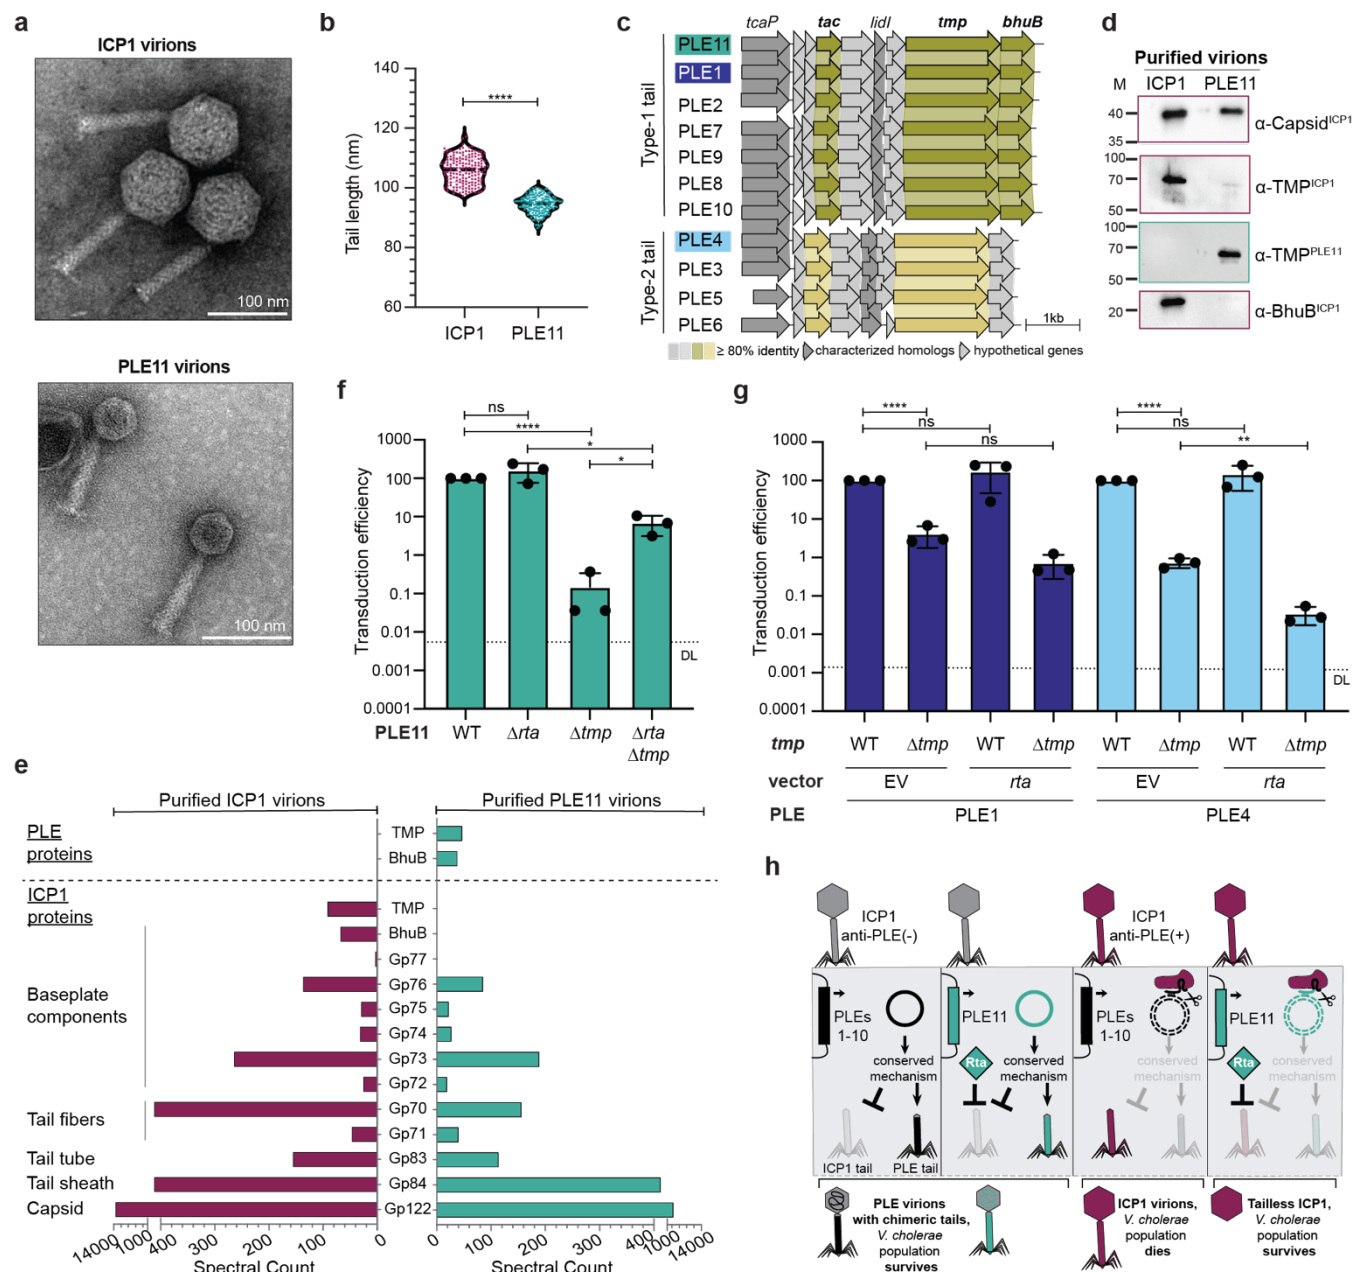 a
ICP1 virions
100 nm
PLE11 virions
100 nm
b
Tail length (nm)
140
120
100
80
60
****
ICP1
PLE11
c
tcaP
tac
lidI
tmp
bhuB
Type-1 tail
PLE11
PLE1
PLE2
PLE7
PLE9
PLE8
PLE10
Type-2 tail
PLE4
PLE3
PLE5
PLE6
1kb
≥ 80% identity
characterized homologs
hypothetical genes
d
Purified virions
M
ICP1
PLE11
40
35
α-Capsid^ICP1
100
70
50
α-TMP^ICP1
100
70
50
α-TMP^PLE11
20
α-BhuB^ICP1
f
Transduction efficiency
1000
100
10
1
0.1
0.01
0.001
0.0001
ns
****
*
*
DL
PLE11
WT
Δrta
Δtmp
Δrta
Δtmp
g
Transduction efficiency
1000
100
10
1
0.1
0.01
0.001
0.0001
****
ns
ns
****
ns
**
DL
tmp
WT
Δtmp
WT
Δtmp
WT
Δtmp
WT
Δtmp
vector
EV
rta
EV
rta
PLE
PLE1
PLE4
e
Purified ICP1 virions
Purified PLE11 virions
PLE
proteins
TMP
BhuB
ICP1
proteins
TMP
BhuB
Gp77
Baseplate
components
Gp76
Gp75
Gp74
Gp73
Gp72
Tail fibers
Gp70
Gp71
Tail tube
Gp83
Tail sheath
Gp84
Capsid
Gp122
14000
1000
400
300
200
100
0
Spectral Count
0
100
200
300
400
1000
14000
Spectral Count
h
ICP1
anti-PLE(-)
ICP1
anti-PLE(+)
PLEs
1-10
conserved
mechanism
ICP1 tail
PLE tail
PLE11
Rta
conserved
mechanism
PLEs
1-10
conserved
mechanism
PLE11
Rta
conserved
mechanism
PLE virions
with chimeric tails,
V. cholerae
population
survives
ICP1 virions,
V. cholerae
population
dies
Tailless ICP1,
V. cholerae
population
survives